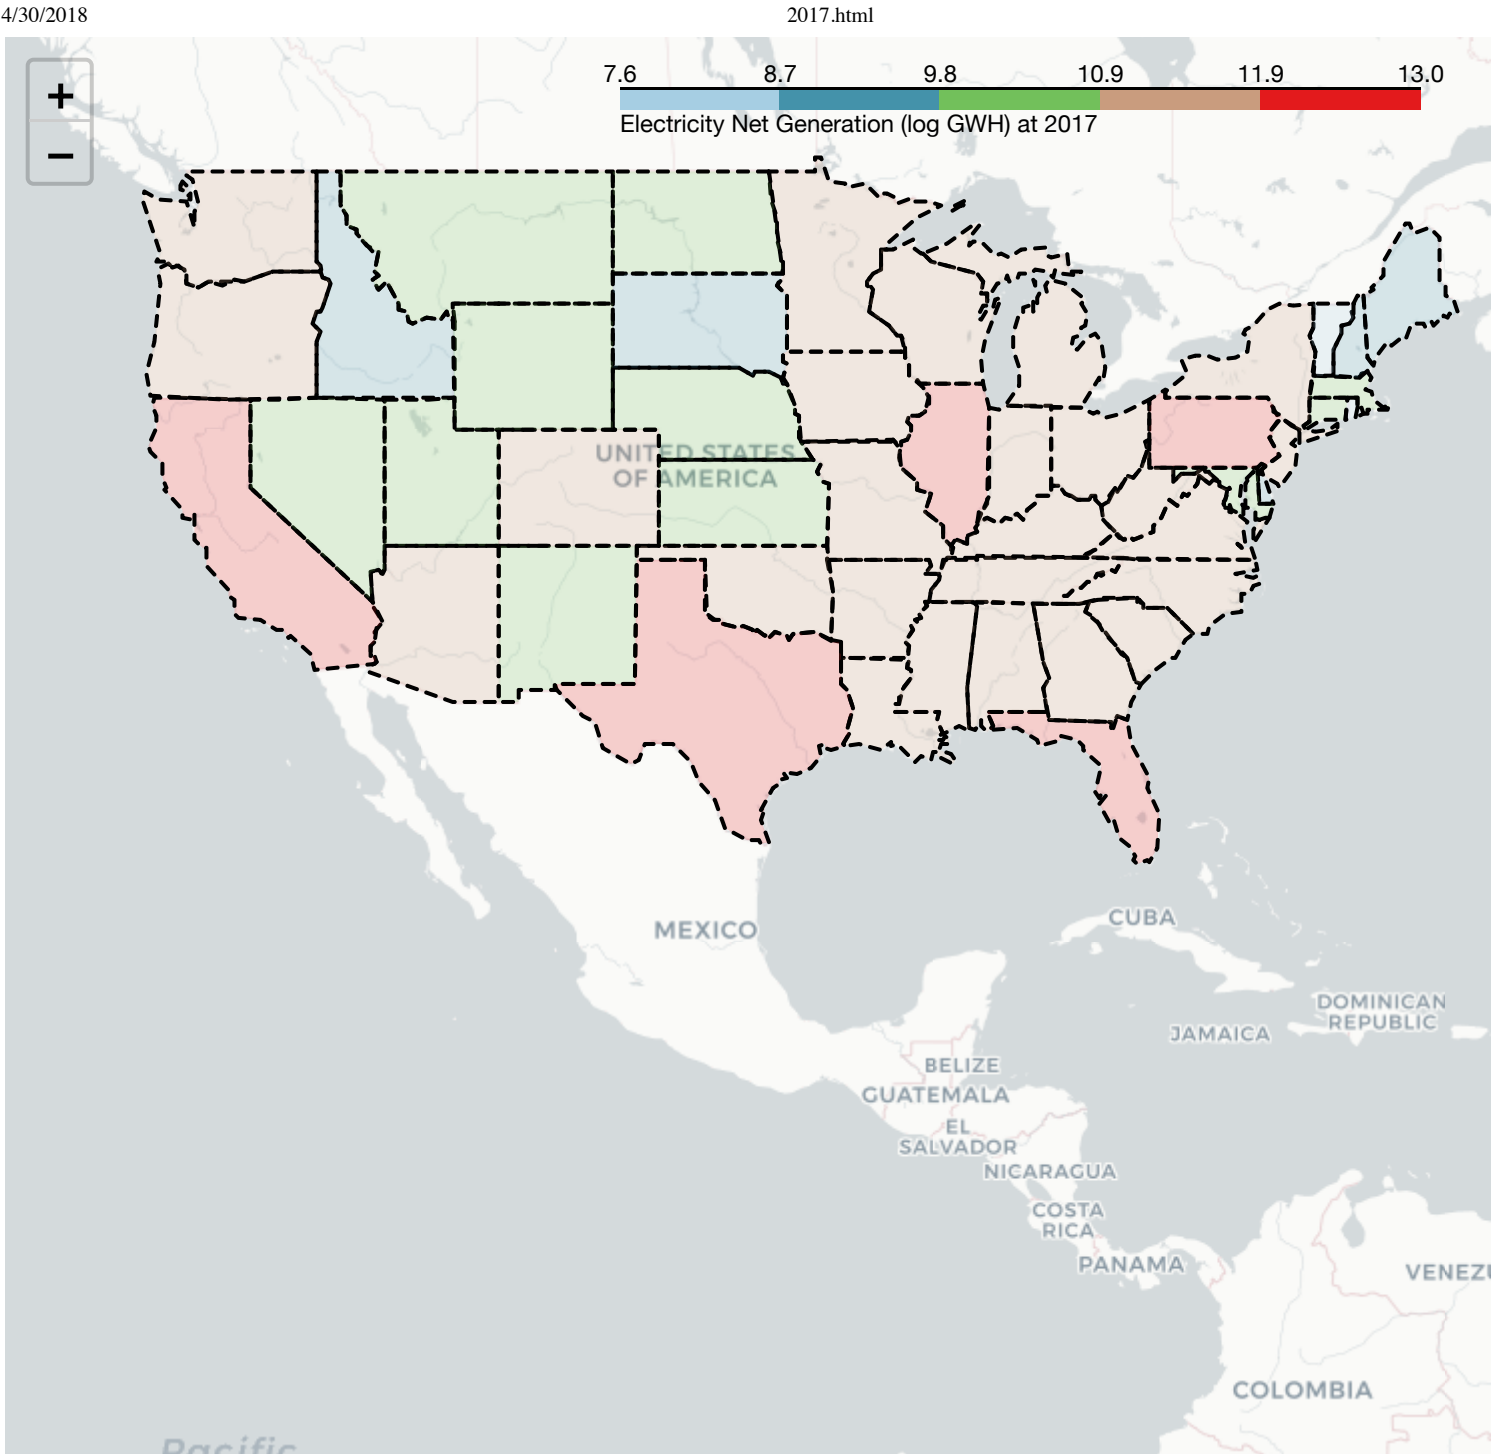 4/30/2018
2017.html
+
−
7.6 8.7 9.8 10.9 11.9 13.0
Electricity Net Generation (log GWH) at 2017
UNITED STATES
OF AMERICA
MEXICO
CUBA
DOMINICAN
REPUBLIC
JAMAICA
BELIZE
GUATEMALA
EL
SALVADOR
NICARAGUA
COSTA
RICA
PANAMA
VENEZU
COLOMBIA
Pacific